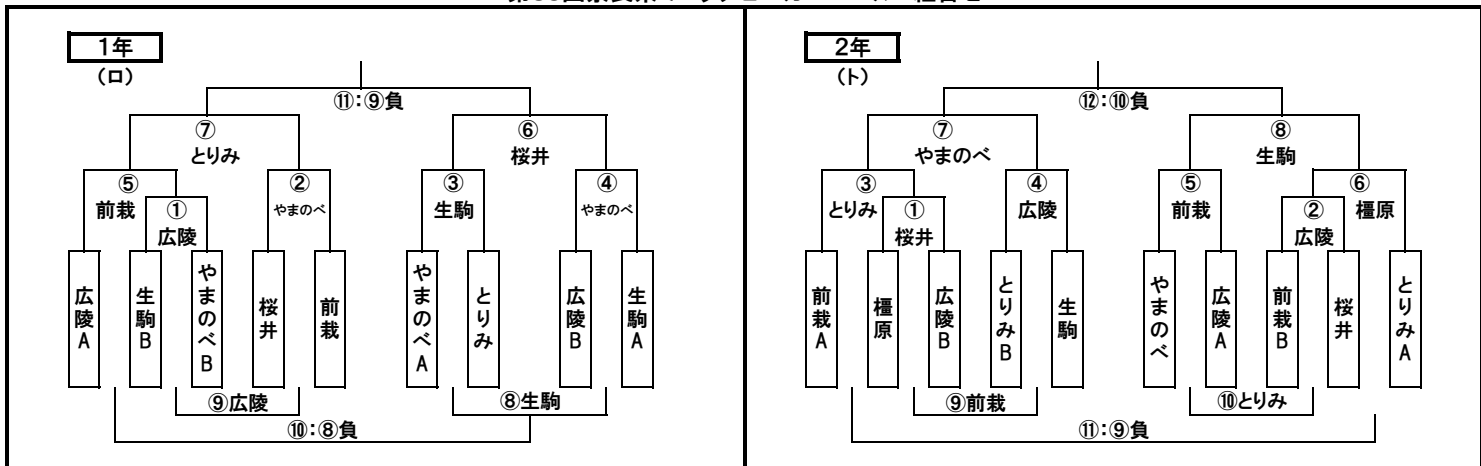 1年
(ロ)
⑪:⑨負
⑦
とりみ
⑥
桜井
⑤
前栽
①
広陵
②
やまのべ
③
生駒
④
やまのべ
広陵A
生駒B
やまのべB
桜井
前栽
やまのべA
とりみ
広陵B
生駒A
⑨広陵
⑧生駒
⑩:⑧負
2年
(ト)
⑫:⑩負
⑦
やまのべ
⑧
生駒
③
とりみ
①
桜井
④
広陵
⑤
前栽
②
広陵
⑥
橿原
前栽A
橿原
広陵B
とりみB
生駒
やまのべ
広陵A
前栽B
桜井
とりみA
⑨前栽
⑩とりみ
⑪:⑨負